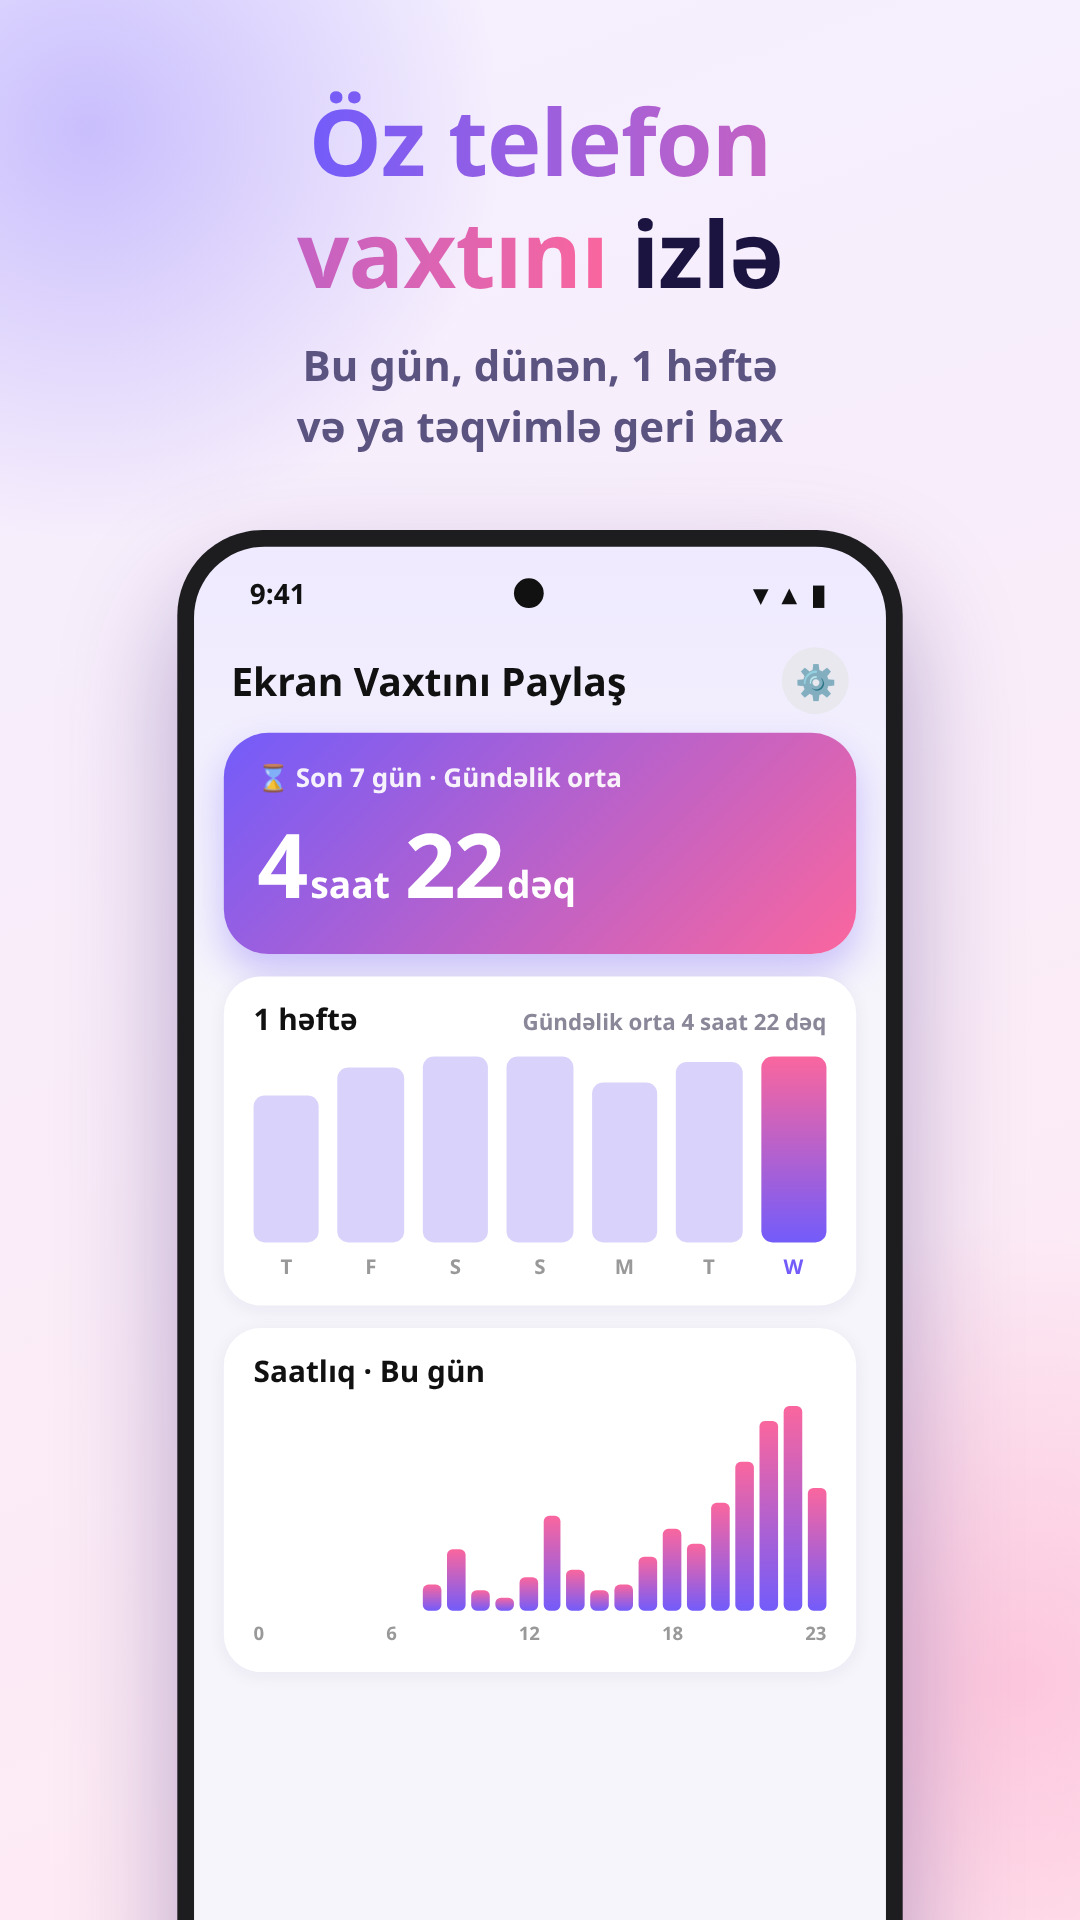 Öz telefon
vaxtını izlə
Bu gün, dünən, 1 həftə
və ya təqvimlə geri bax
9:41
Ekran Vaxtını Paylaş
Son 7 gün · Gündəlik orta
4saat 22dəq
1 həftə
Gündəlik orta 4 saat 22 dəq
T F S S M T W
Saatlıq · Bu gün
0 6 12 18 23